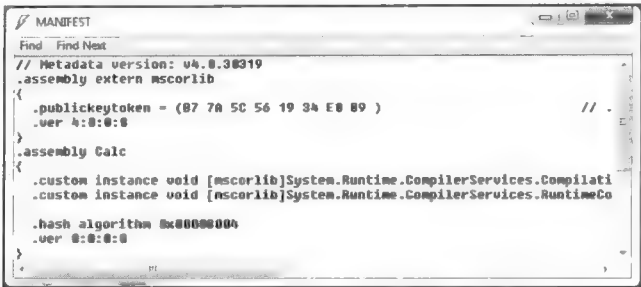 MANIFEST
Find Find Next
// Metadata version: v4.0.30319
.assembly extern mscorlib
{
.publickeytoken = (B7 7A 5C 56 19 34 E0 89 ) // .
.ver 4:0:0:0
}
.assembly Calc
{
.custom instance void [mscorlib]System.Runtime.CompilerServices.Compilati
.custom instance void [mscorlib]System.Runtime.CompilerServices.RuntimeCo
.hash algorithm 0x00008004
.ver 0:0:0:0
}